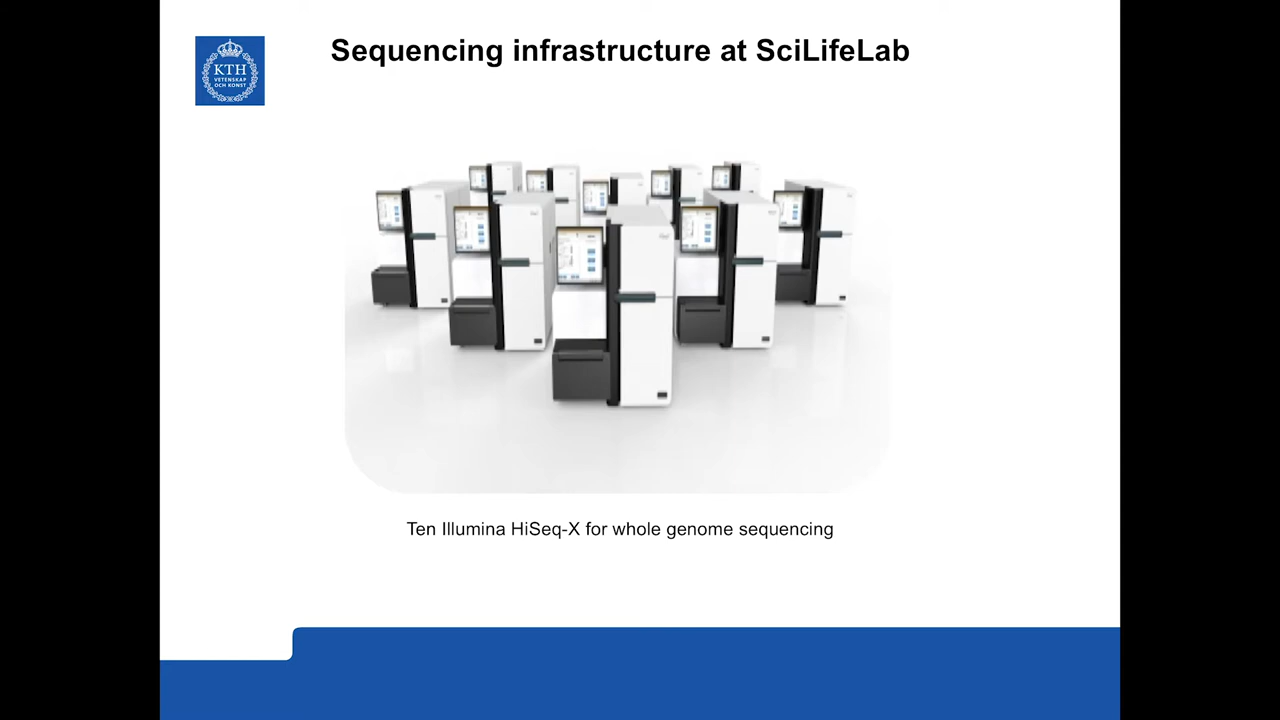 Sequencing infrastructure at SciLifeLab
KTH
VETENSKAP
OCH KONST
Ten Illumina HiSeq-X for whole genome sequencing